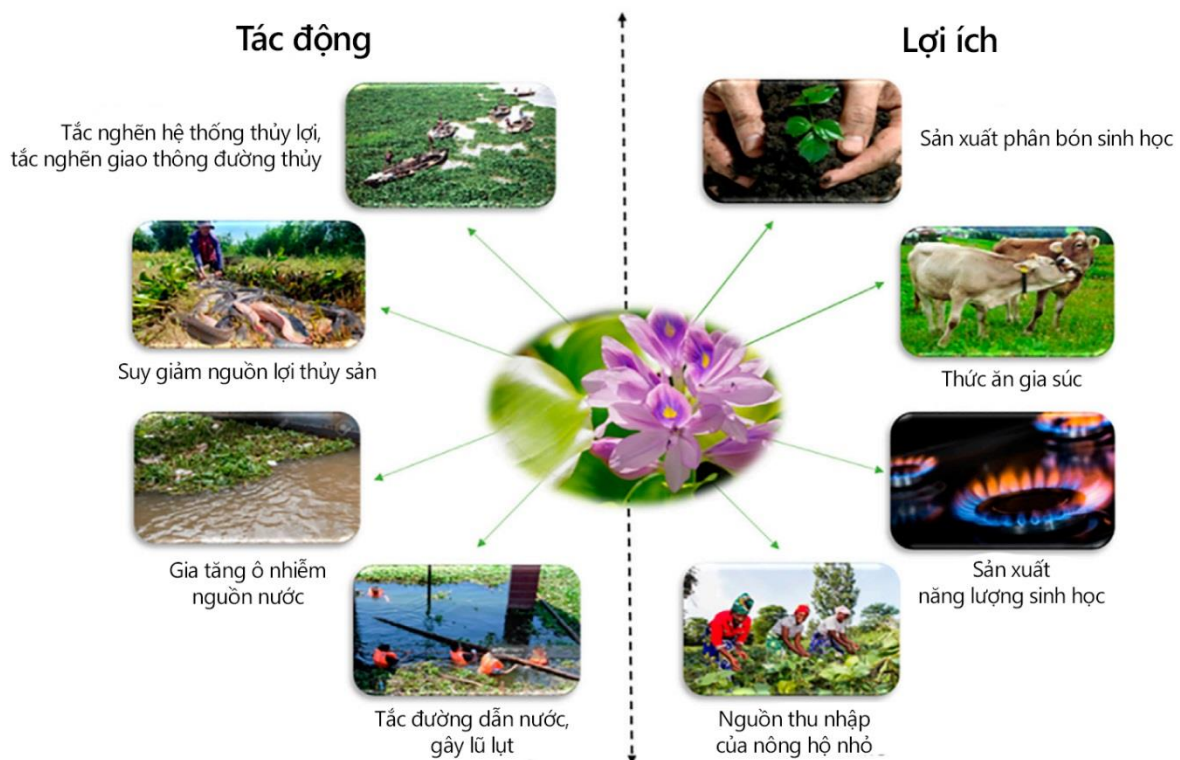 Tác động
Tắc nghẽn hệ thống thủy lợi,
tắc nghẽn giao thông đường thủy
Suy giảm nguồn lợi thủy sản
Gia tăng ô nhiễm
nguồn nước
Tắc đường dẫn nước,
gây lũ lụt
Lợi ích
Sản xuất phân bón sinh học
Thức ăn gia súc
Sản xuất
năng lượng sinh học
Nguồn thu nhập
của nông hộ nhỏ